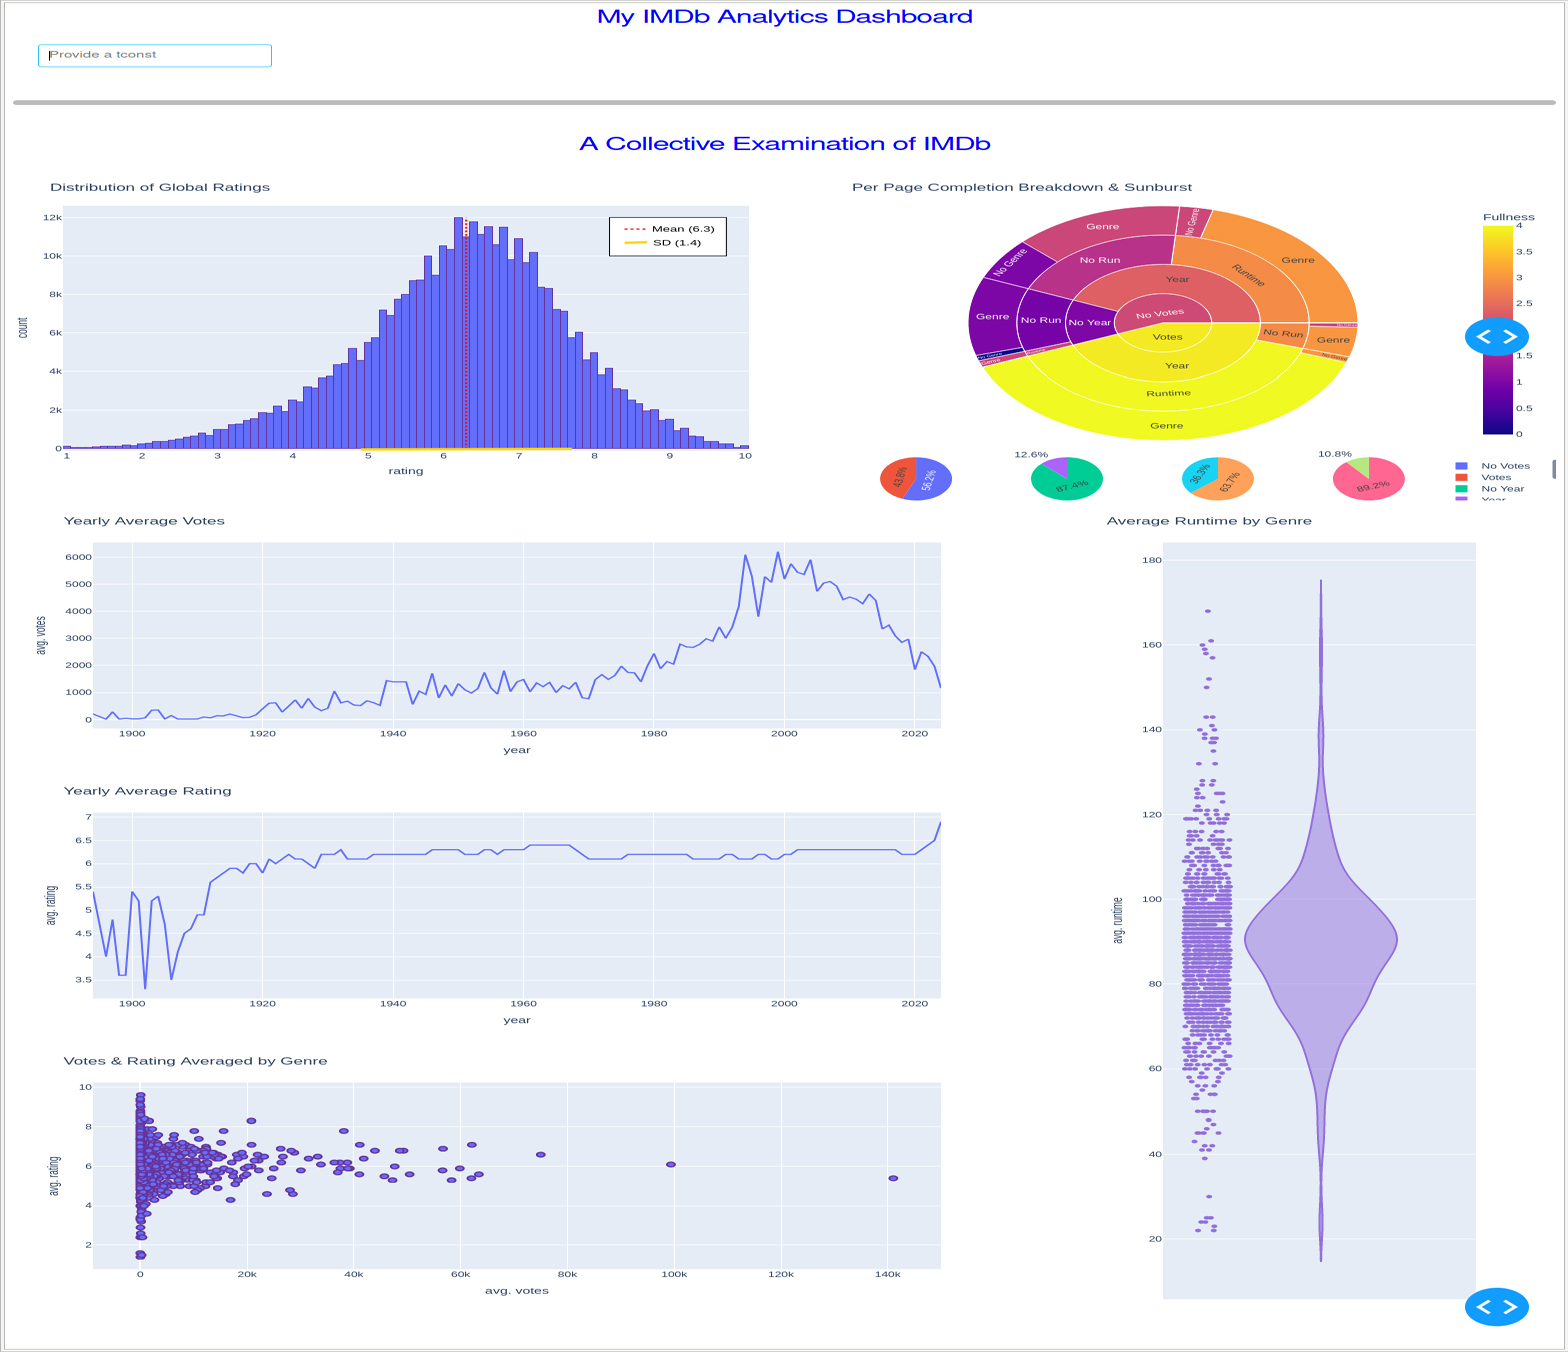 My IMDb Analytics Dashboard
Provide a tconst
A Collective Examination of IMDb
Distribution of Global Ratings
12k
10k
8k
6k
4k
2k
0
count
1 2 3 4 5 6 7 8 9 10
rating
Mean (6.3)
SD (1.4)
Per Page Completion Breakdown & Sunburst
No Votes
Votes
Year
No Year
Year
No Run
Runtime
No Run
Runtime
No Run
Genre
No Genre
Genre
No Genre
Genre
Genre
Genre
Fullness
4
3.5
3
2.5
1.5
1
0.5
0
43.8% 56.2%
12.6% 87.4%
36.3% 63.7%
10.8% 89.2%
No Votes
Votes
No Year
Year
Yearly Average Votes
6000
5000
4000
3000
2000
1000
0
avg. votes
1900 1920 1940 1960 1980 2000 2020
year
Yearly Average Rating
7
6.5
6
5.5
5
4.5
4
3.5
avg. rating
1900 1920 1940 1960 1980 2000 2020
year
Votes & Rating Averaged by Genre
10
8
6
4
2
avg. rating
0 20k 40k 60k 80k 100k 120k 140k
avg. votes
Average Runtime by Genre
180
160
140
120
100
80
60
40
20
avg. runtime